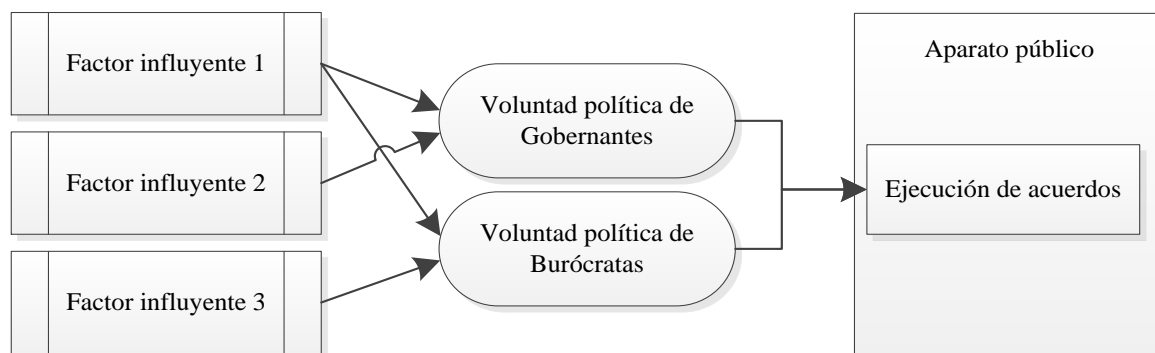 Factor influyente 1
Factor influyente 2
Factor influyente 3
Voluntad política de
Gobernantes
Voluntad política de
Burócratas
Aparato público
Ejecución de acuerdos